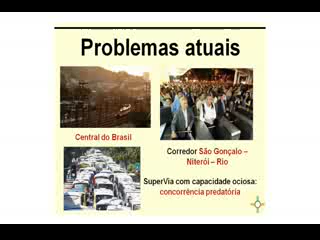 Problemas atuais
Central do Brasil
Corredor São Gonçalo –
Niterói – Rio
SuperVia com capacidade ociosa:
concorrência predatória